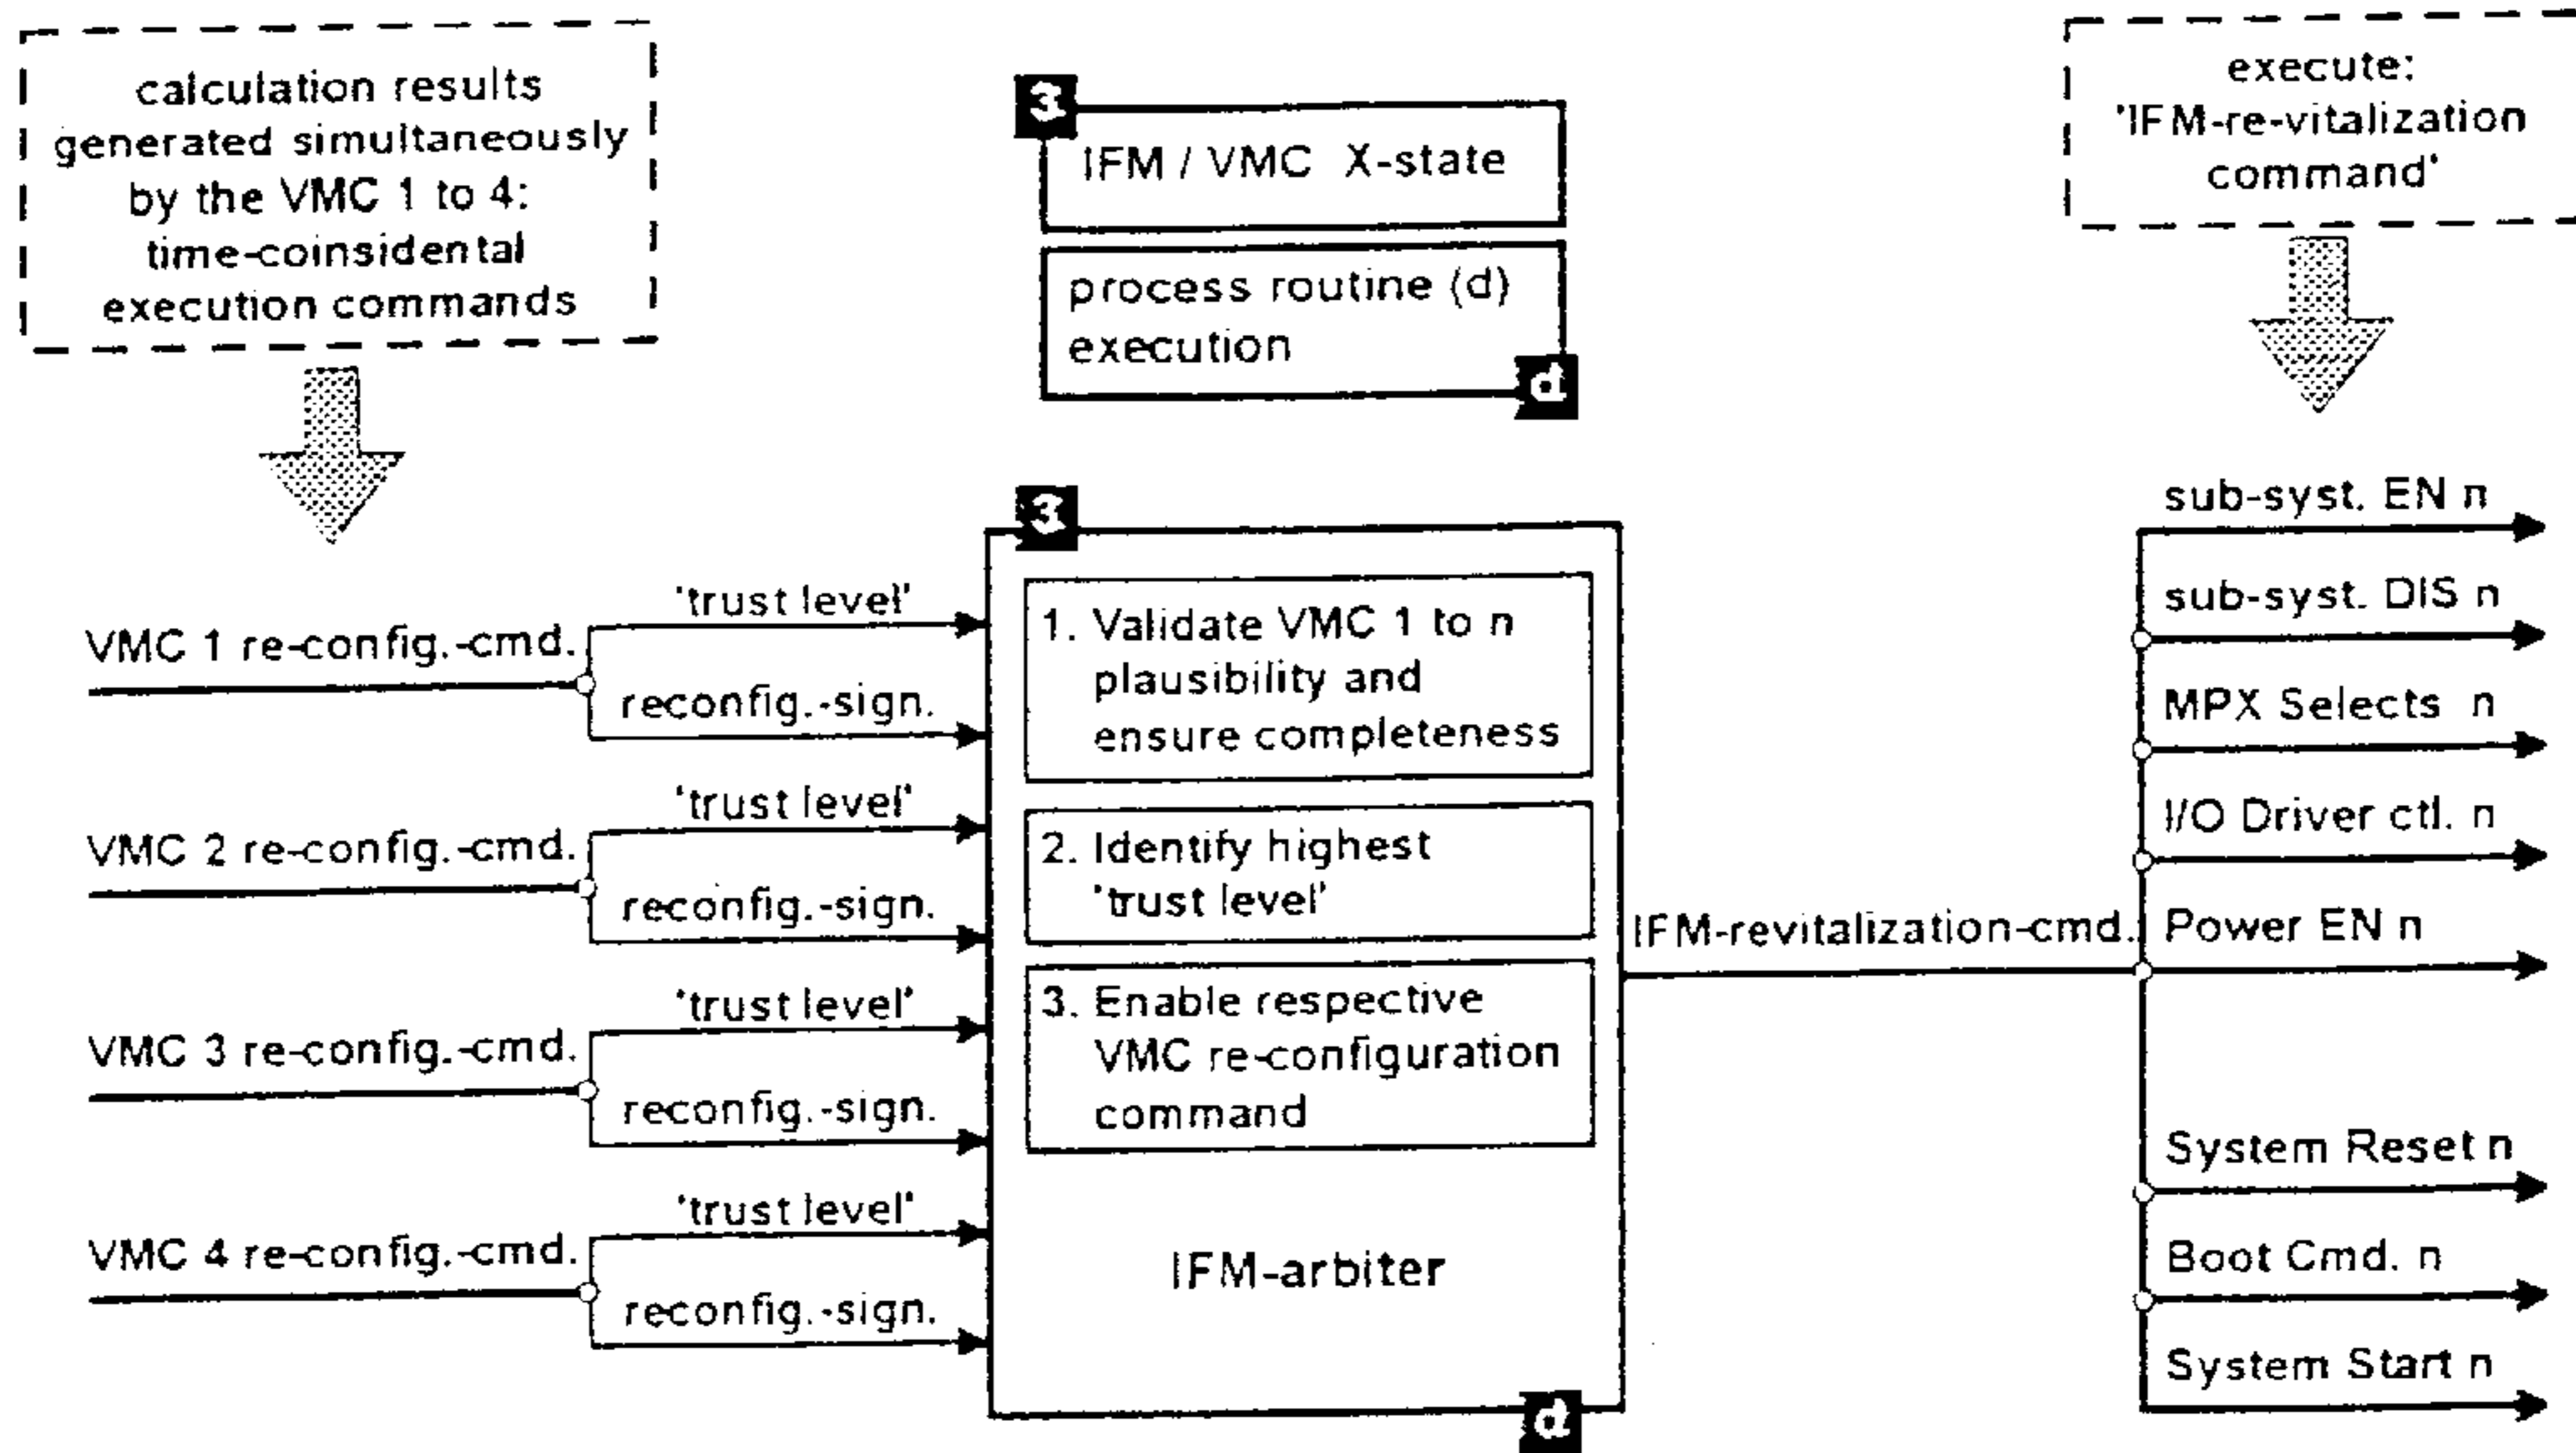 calculation results
generated simultaneously
by the VMC 1 to 4:
time-coinsidental
execution commands
3
IFM / VMC X-state
process routine (d)
execution
d
execute:
'IFM-re-vitalization
command'
VMC 1 re-config.-cmd.
'trust level'
reconfig.-sign.
VMC 2 re-config.-cmd.
'trust level'
reconfig.-sign.
VMC 3 re-config.-cmd.
'trust level'
reconfig.-sign.
VMC 4 re-config.-cmd.
'trust level'
reconfig.-sign.
3
1. Validate VMC 1 to n
plausibility and
ensure completeness
2. Identify highest
'trust level'
3. Enable respective
VMC re-configuration
command
IFM-arbiter
d
IFM-revitalization-cmd.
sub-syst. EN n
sub-syst. DIS n
MPX Selects n
I/O Driver ctl. n
Power EN n
System Reset n
Boot Cmd. n
System Start n